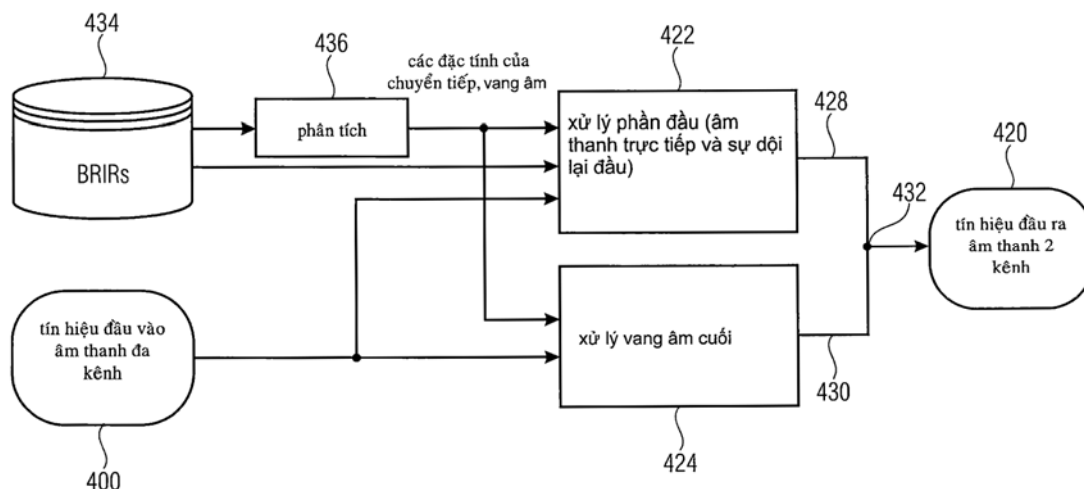 434
436
các đặc tính của
chuyển tiếp, vang âm
422
phân tích
BRIRs
xử lý phần đầu (âm
thanh trực tiếp và sự dội
lại đầu)
428
420
432
tín hiệu đầu ra
âm thanh 2
kênh
tín hiệu đầu vào
âm thanh đa
kênh
xử lý vang âm cuối
430
400
424